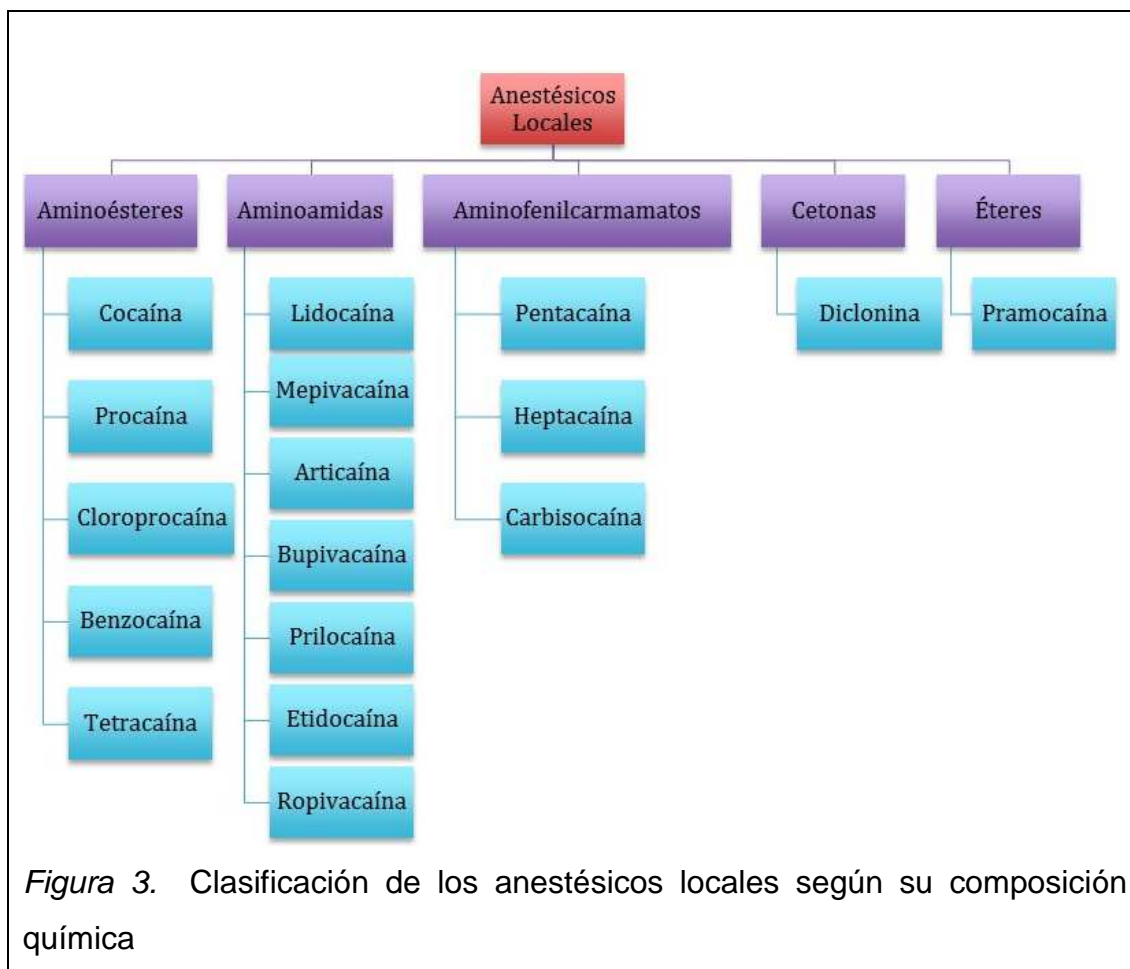 Anestésicos
Locales
Aminoésteres
Cocaína
Procaína
Cloroprocaína
Benzocaína
Tetracaína
Aminoamidas
Lidocaína
Mepivacaína
Articaína
Bupivacaína
Prilocaína
Etidocaína
Ropivacaína
Aminofenilcarmamatos
Pentacaína
Heptacaína
Carbisocaína
Cetonas
Diclonina
Éteres
Pramocaína
Figura 3. Clasificación de los anestésicos locales según su composición
química